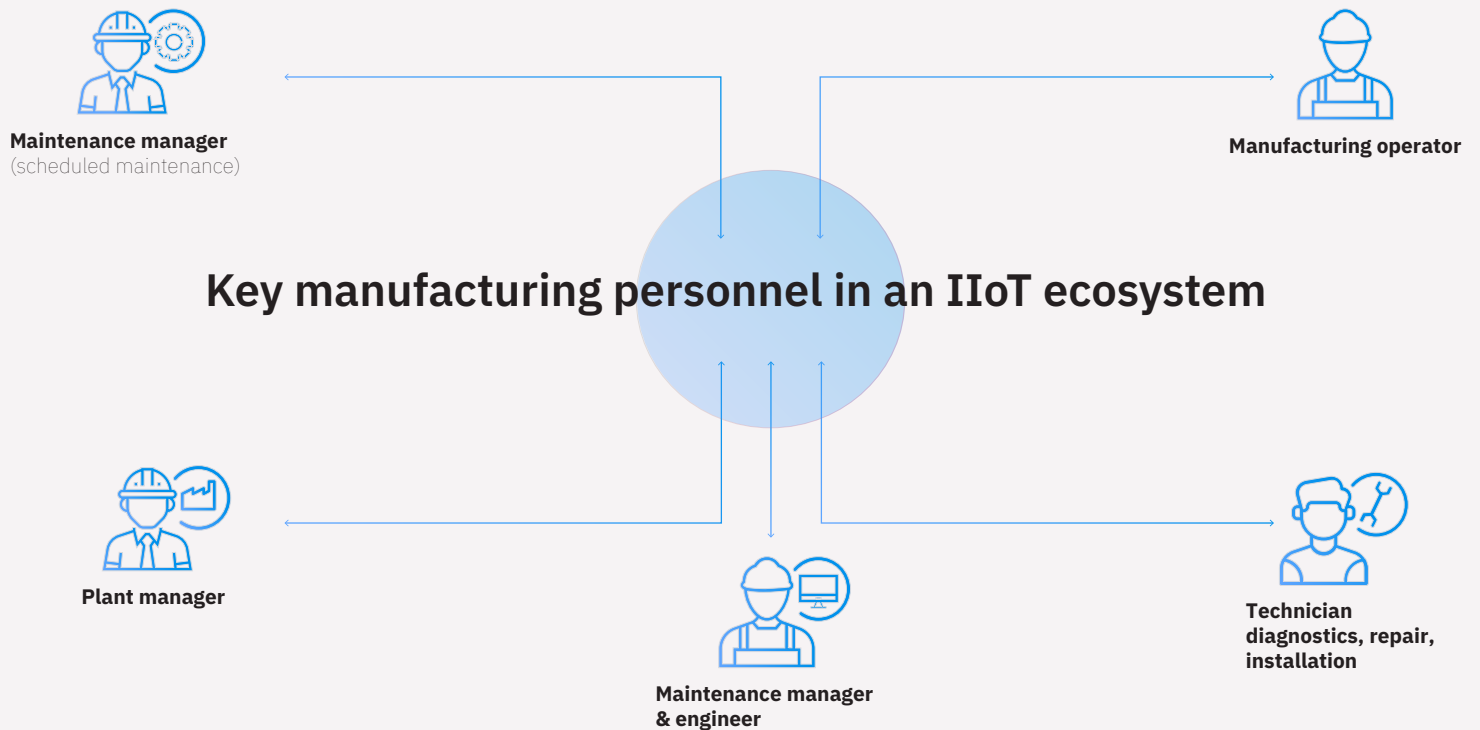 Maintenance manager
(scheduled maintenance)
Manufacturing operator
Key manufacturing personnel in an IIoT ecosystem
Plant manager
Maintenance manager
& engineer
Technician
diagnostics, repair,
installation